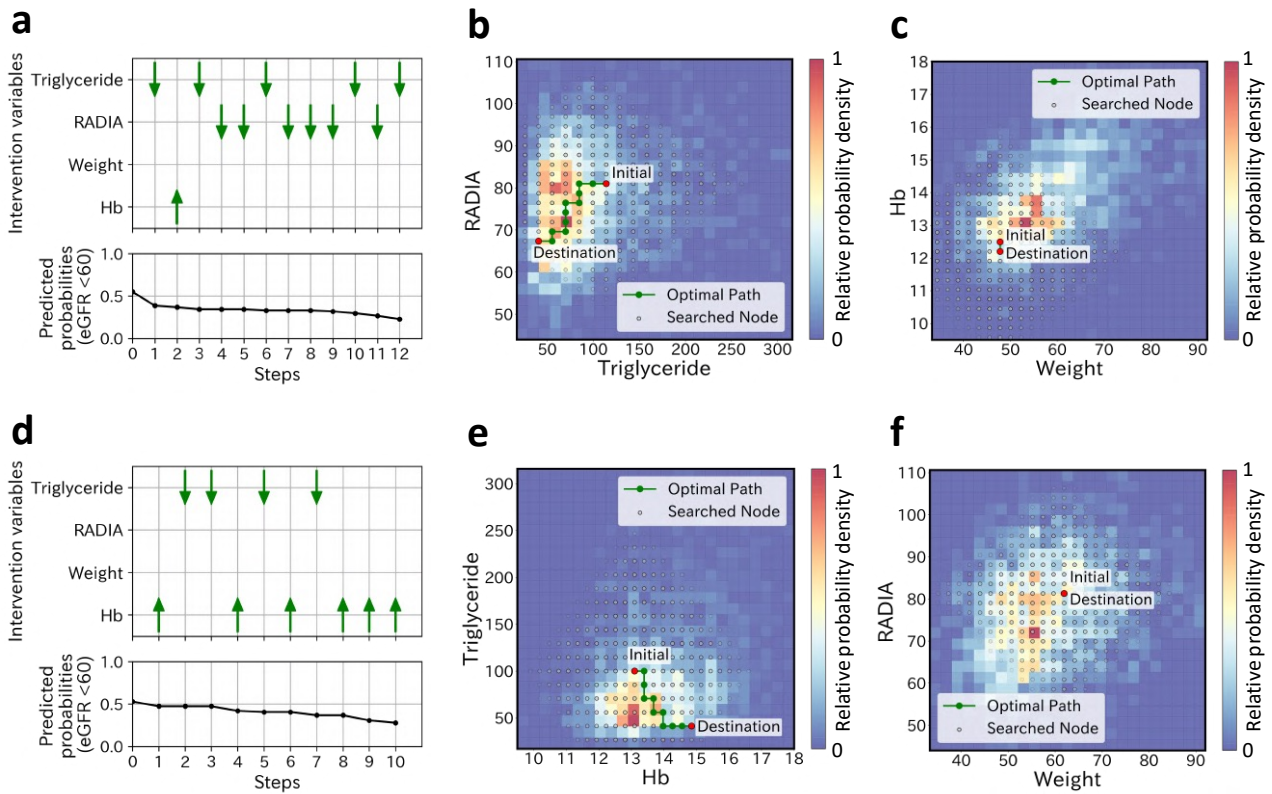 a
Intervention variables
Triglyceride
RADIA
Weight
Hb
Predicted
probabilities
(eGFR <60)
1.0
0.5
0.0
0 1 2 3 4 5 6 7 8 9 10 11 12
Steps
b
RADIA
110
100
90
80
70
60
50
Initial
Destination
Optimal Path
Searched Node
50 100 150 200 250 300
Triglyceride
1
Relative probability density
0
c
Hb
18
17
16
15
14
13
12
11
10
Optimal Path
Searched Node
Initial
Destination
40 50 60 70 80 90
Weight
1
Relative probability density
0
d
Intervention variables
Triglyceride
RADIA
Weight
Hb
Predicted
probabilities
(eGFR <60)
1.0
0.5
0.0
0 1 2 3 4 5 6 7 8 9 10
Steps
e
Triglyceride
300
250
200
150
100
50
Optimal Path
Searched Node
Initial
Destination
10 11 12 13 14 15 16 17 18
Hb
1
Relative probability density
0
f
RADIA
110
100
90
80
70
60
50
Initial
Destination
Optimal Path
Searched Node
40 50 60 70 80 90
Weight
1
Relative probability density
0